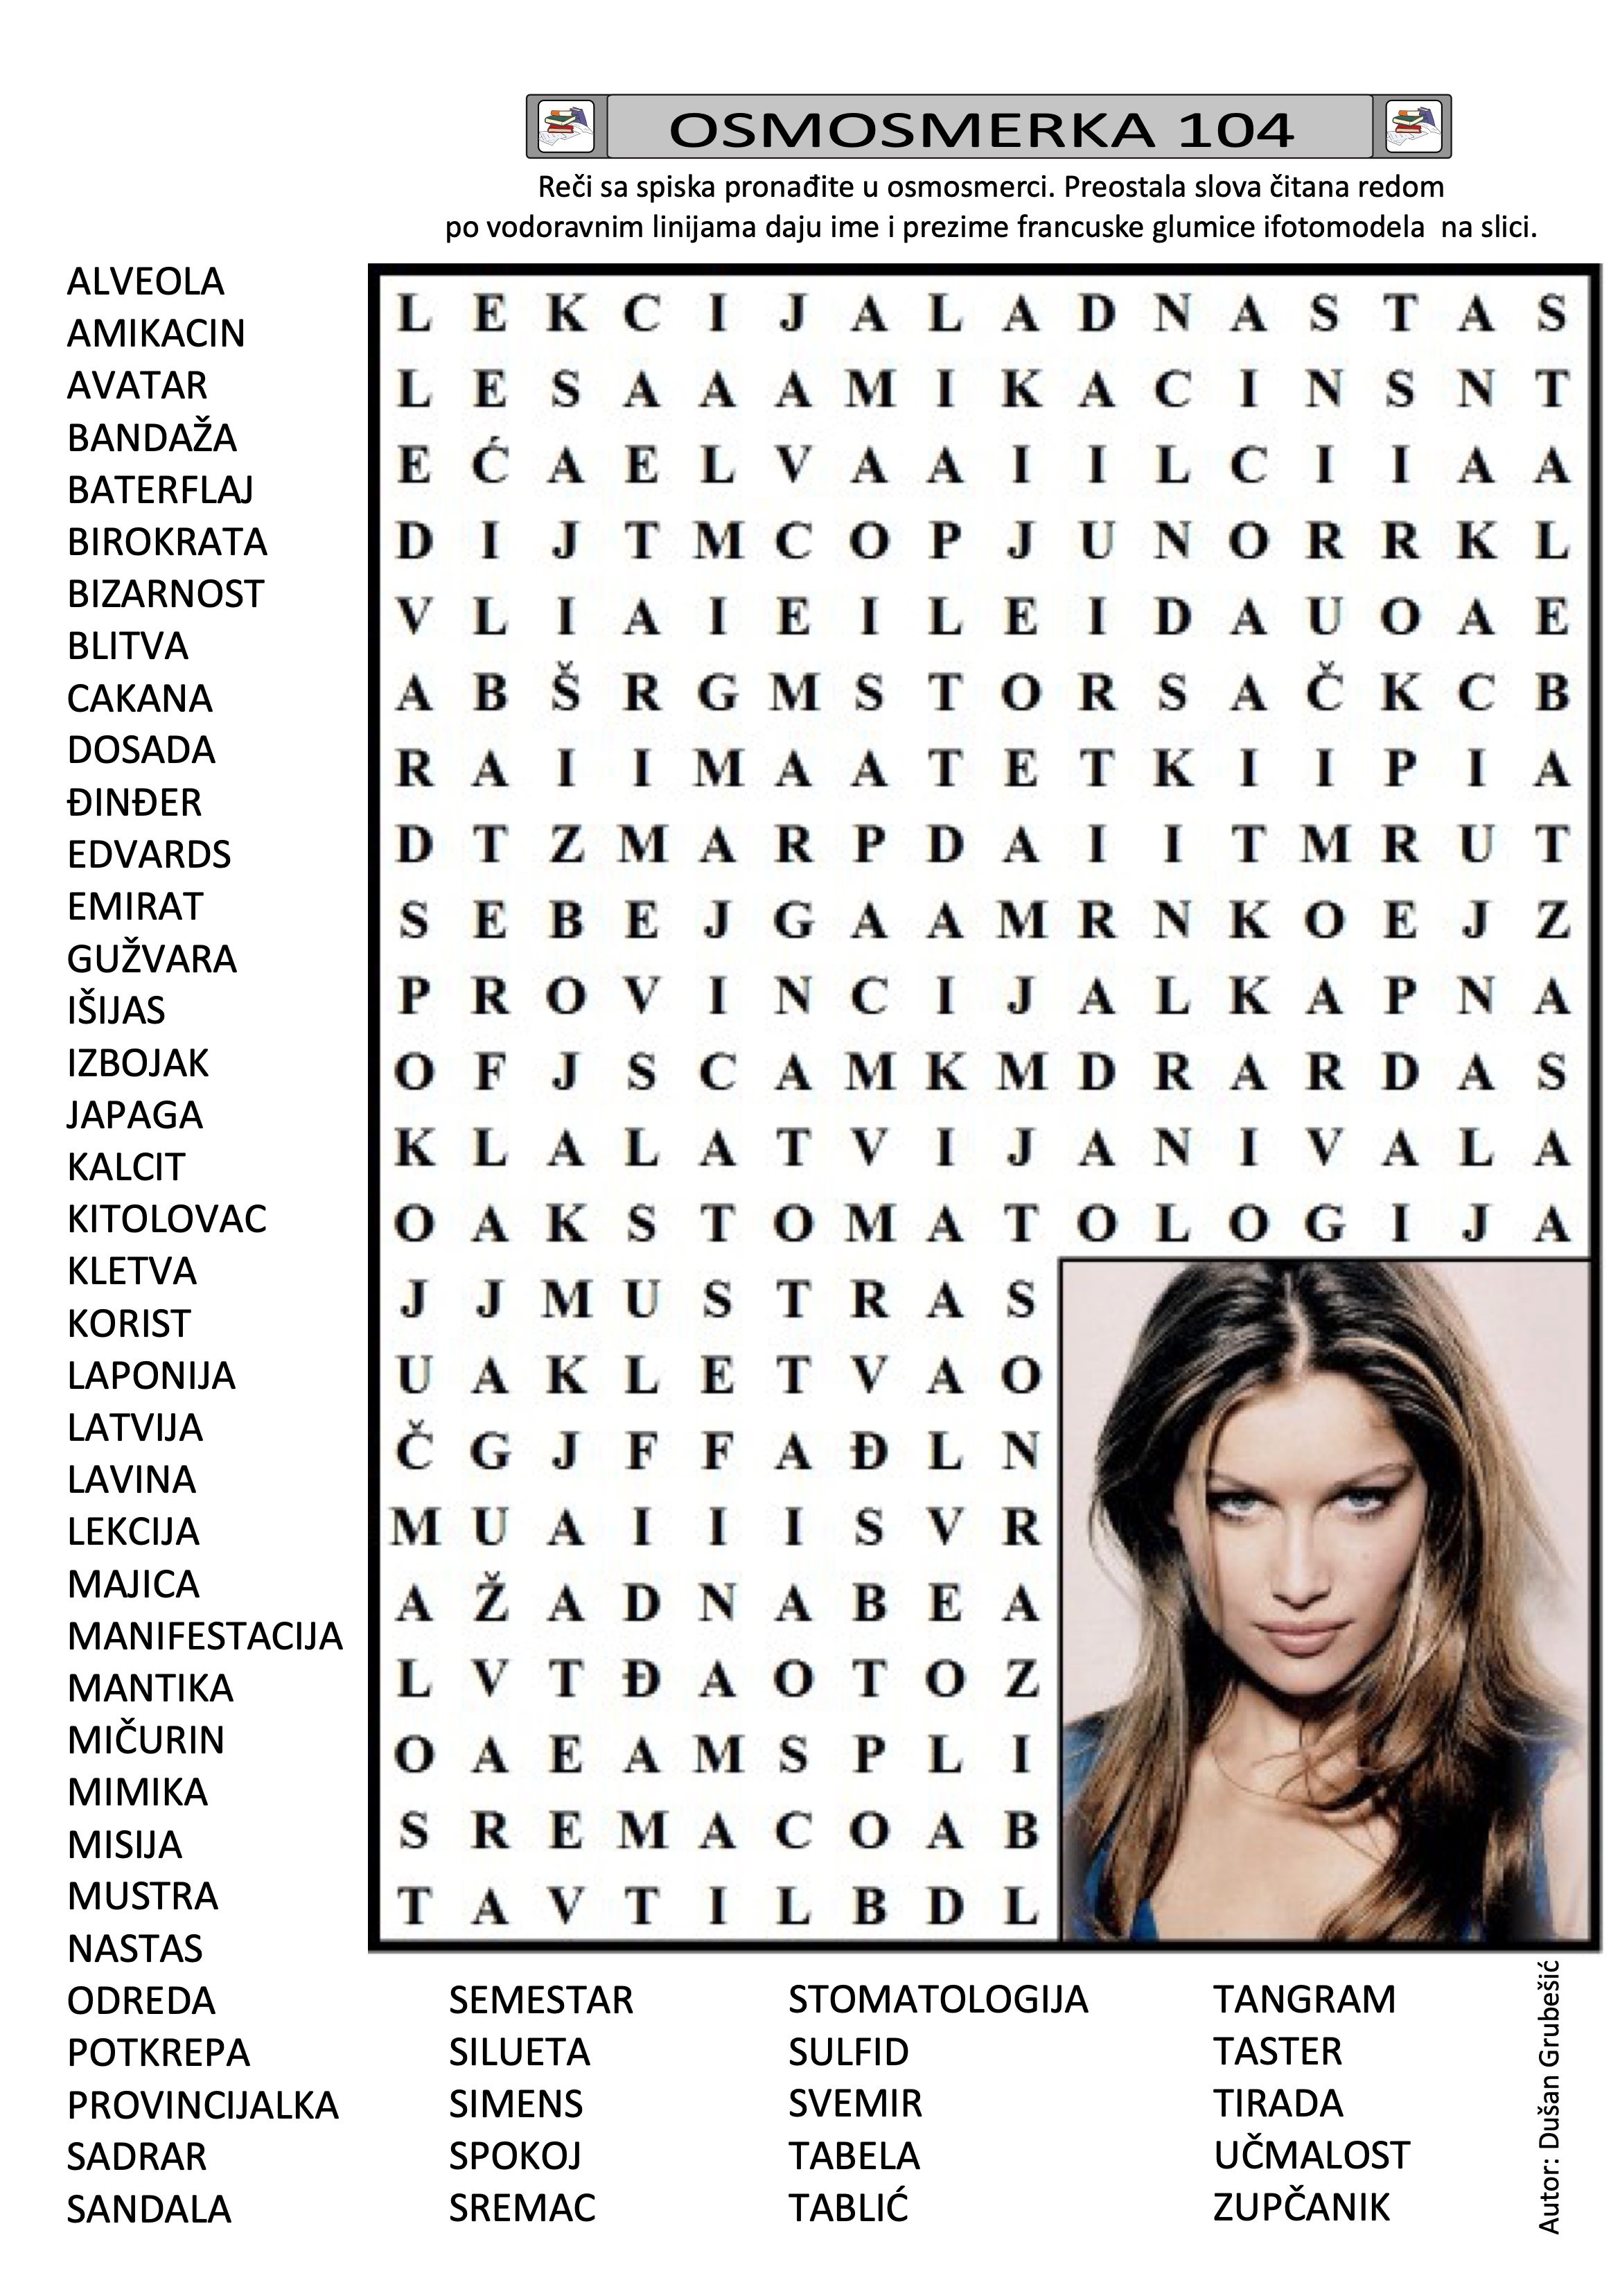 OSMOSMERKA 104
Reči sa spiska pronađite u osmosmerci. Preostala slova čitana redom
po vodoravnim linijama daju ime i prezime francuske glumice ifotomodela  na slici.
ALVEOLA
AMIKACIN
AVATAR
BANDAŽA
BATERFLAJ
BIROKRATA
BIZARNOST
BLITVA
CAKANA
DOSADA
ĐINĐER
EDVARDS
EMIRAT
GUŽVARA
IŠIJAS
IZBOJAK
JAPAGA
KALCIT
KITOLOVAC
KLETVA
KORIST
LAPONIJA
LATVIJA
LAVINA
LEKCIJA
MAJICA
MANIFESTACIJA
MANTIKA
MIČURIN
MIMIKA
MISIJA
MUSTRA
NASTAS
ODREDA
POTKREPA
PROVINCIJALKA
SADRAR
SANDALA
L E K C I J A L A D N A S T A S
L E S A A A M I K A C I N S N T
E Ć A E L V A A I I L C I I A A
D I J T M C O P J U N O R R K L
V L I A I E I L E I D A U O A E
A B Š R G M S T O R S A Č K C B
R A I I M A A T E T K I I P I A
D T Z M A R P D A I I T M R U T
S E B E J G A A M R N K O E J Z
P R O V I N C I J A L K A P N A
O F J S C A M K M D R A R D A S
K L A L A T V I J A N I V A L A
O A K S T O M A T O L O G I J A
J J M U S T R A S
U A K L E T V A O
Č G J F F A Đ L N
M U A I I I S V R
A Ž A D N A B E A
L V T Đ A O T O Z
O A E A M S P L I
S R E M A C O A B
T A V T I L B D L
SEMESTAR
SILUETA
SIMENS
SPOKOJ
SREMAC
STOMATOLOGIJA
SULFID
SVEMIR
TABELA
TABLIĆ
TANGRAM
TASTER
TIRADA
UČMALOST
ZUPČANIK
Autor: Dušan Grubešić